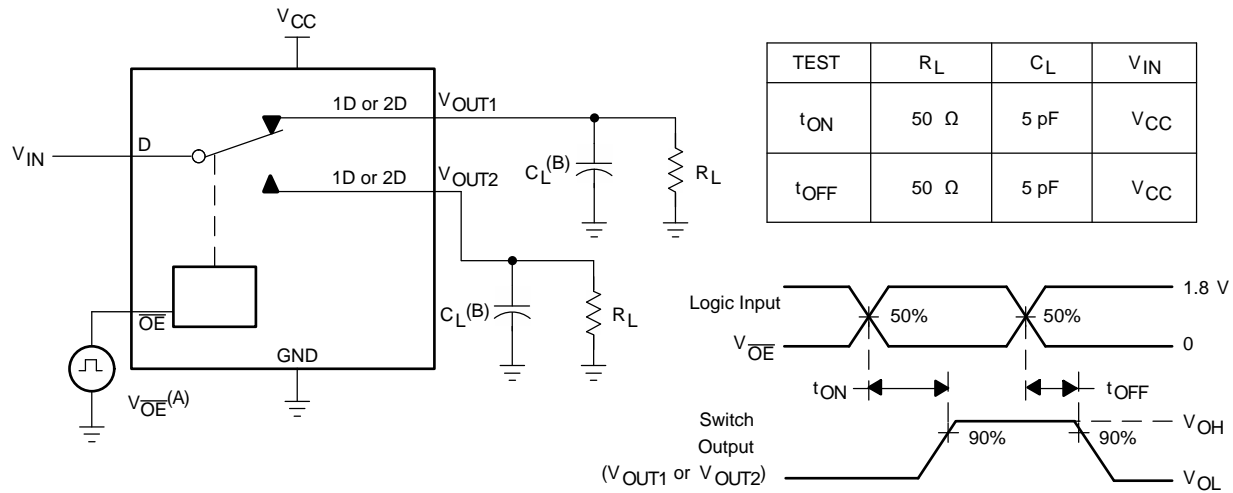 VCC
1D or 2D
VOUT1
VIN
D
CL(B)
RL
1D or 2D
VOUT2
CL(B)
RL
OE
GND
VOE(A)
TEST RL CL VIN
tON 50 Ω 5 pF VCC
tOFF 50 Ω 5 pF VCC
Logic Input
50%
50%
1.8 V
VOE
0
tON
tOFF
Switch
Output
(VOUT1 or VOUT2)
90%
90%
VOH
VOL